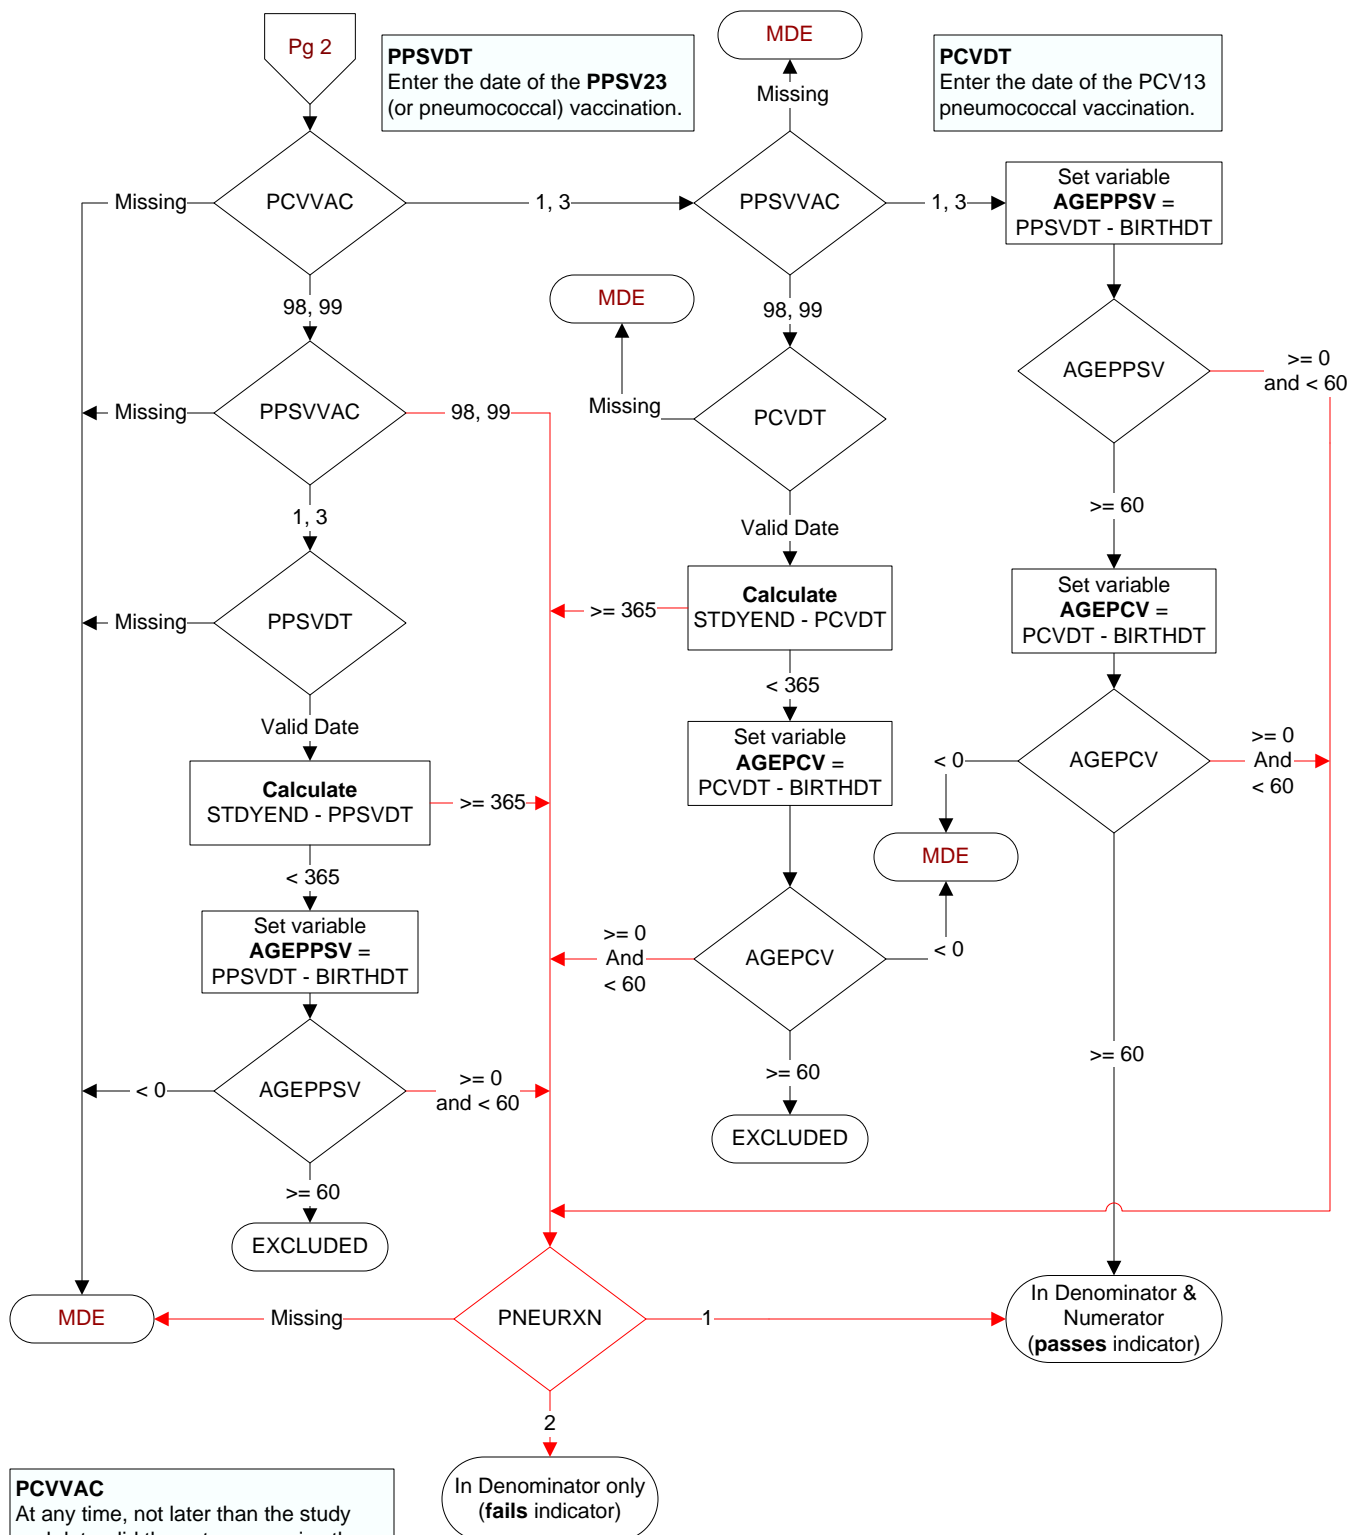 Pg 2
PPSVDT
Enter the date of the PPSV23
(or pneumococcal) vaccination.
MDE
PCVDT
Enter the date of the PCV13
pneumococcal vaccination.
Missing
Missing
PCVVAC
1, 3
PPSVVAC
1, 3
Set variable
AGEPPSV =
PPSVDT - BIRTHDT
98, 99
MDE
98, 99
AGEPPSV
>= 0
and < 60
Missing
PPSVVAC
98, 99
Missing
PCVDT
>= 60
1, 3
Valid Date
Missing
PPSVDT
>= 365
Calculate
STDYEND - PCVDT
Set variable
AGEPCV =
PCVDT - BIRTHDT
< 365
Valid Date
Set variable
AGEPCV =
PCVDT - BIRTHDT
< 0
AGEPCV
>= 0
And
< 60
Calculate
STDYEND - PPSVDT
>= 365
MDE
< 365
Set variable
AGEPPSV =
PPSVDT - BIRTHDT
>= 0
And
< 60
AGEPCV
< 0
>= 60
< 0
AGEPPSV
>= 0
and < 60
>= 60
EXCLUDED
>= 60
EXCLUDED
MDE
Missing
PNEURXN
1
In Denominator &
Numerator
(passes indicator)
2
In Denominator only
(fails indicator)
PCVVAC
At any time, not later than the study